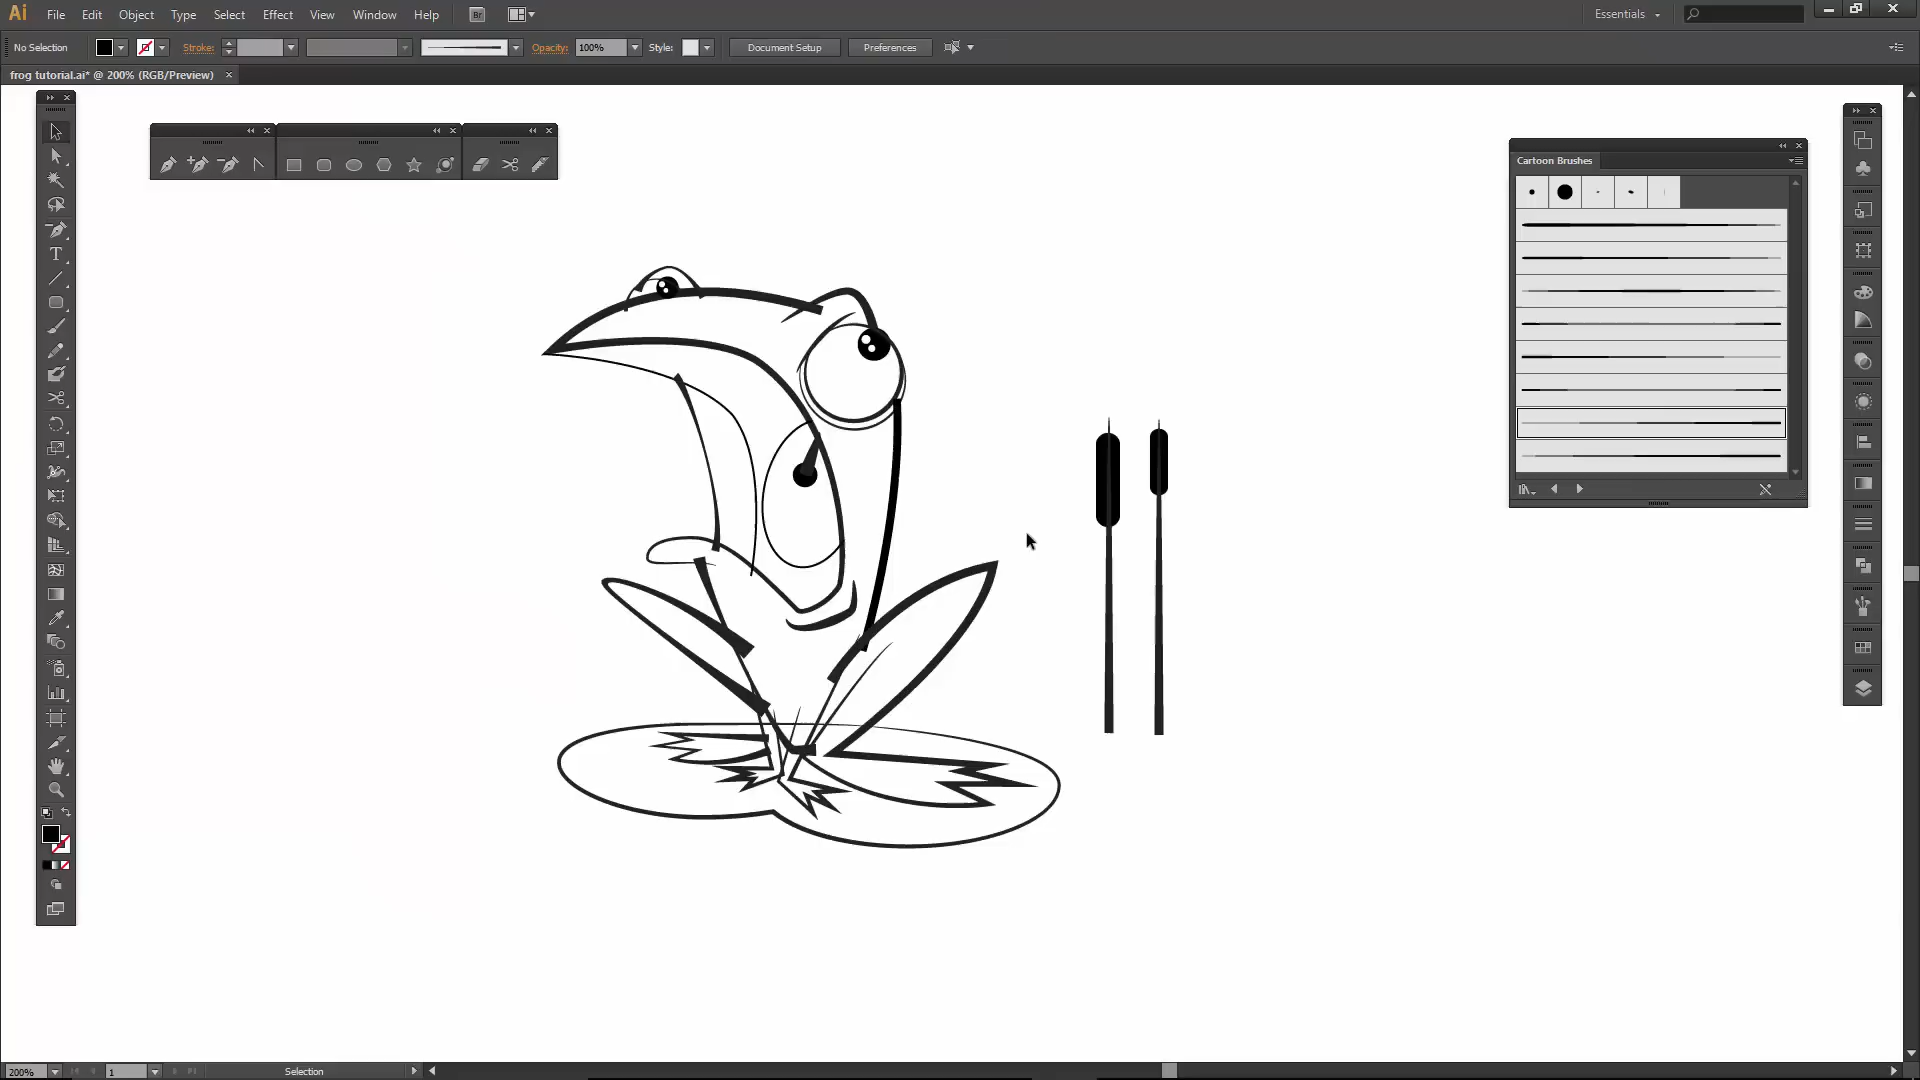 Ai File Edit Object Type Select Effect View Window Help Br Essentials
No Selection Stroke: Opacity: 100% Style: Document Setup Preferences
frog tutorial.ai* @ 200% (RGB/Preview)
Cartoon Brushes
T
200% 1 Selection